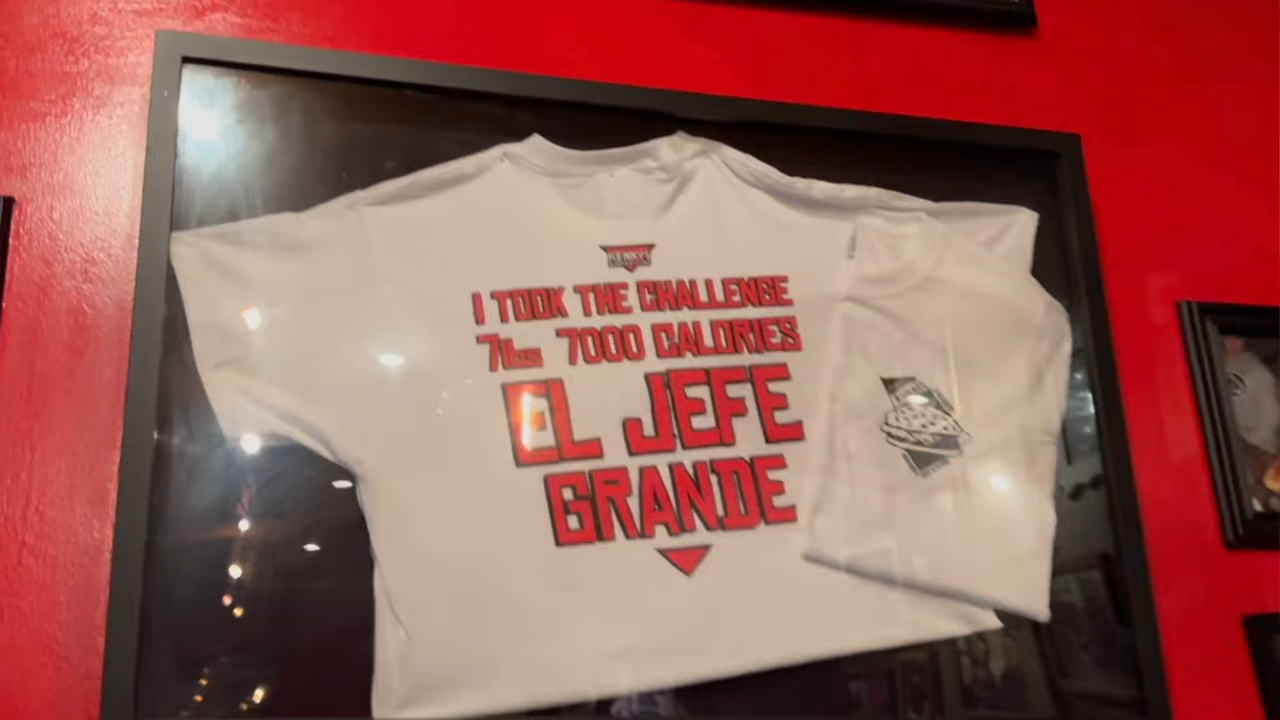 I TOOK THE CHALLENGE
7lbs 7000 CALORIES
EL JEFE
GRANDE